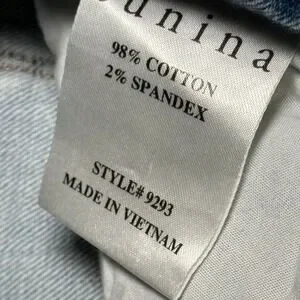 unina
98% COTTON
2% SPANDEX
STYLE# 9293
MADE IN VIETNAM